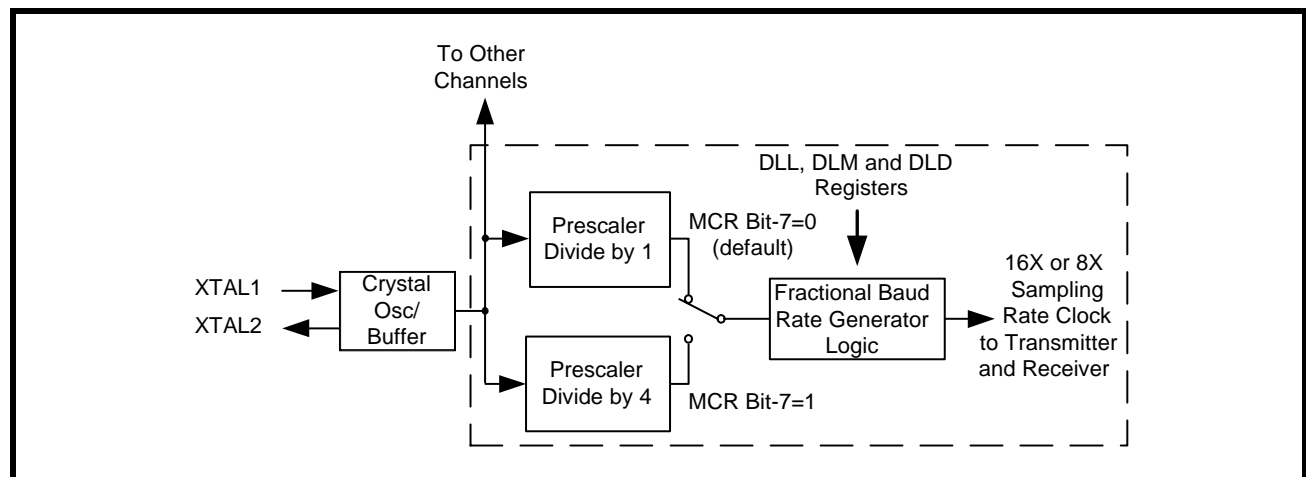 To Other
Channels
DLL, DLM and DLD
Registers
Prescaler
Divide by 1
MCR Bit-7=0
(default)
XTAL1
XTAL2
Crystal
Osc/
Buffer
Fractional Baud
Rate Generator
Logic
16X or 8X
Sampling
Rate Clock
to Transmitter
and Receiver
Prescaler
Divide by 4
MCR Bit-7=1